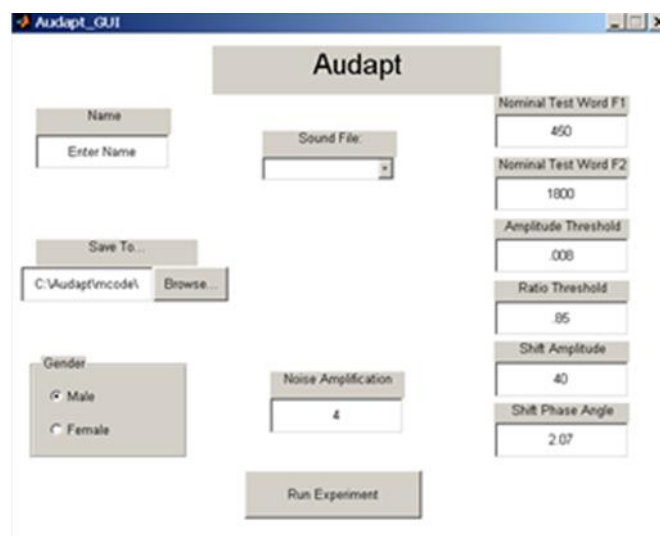 Audapt_GUI
Audapt
Name
Enter Name
Sound File:
Nominal Test Word F1
450
Nominal Test Word F2
1800
Amplitude Threshold
.008
Ratio Threshold
.85
Shift Amplitude
40
Shift Phase Angle
2.07
Save To...
C:\Audapt\mcode\
Browse...
Gender
Male
Female
Noise Amplification
4
Run Experiment